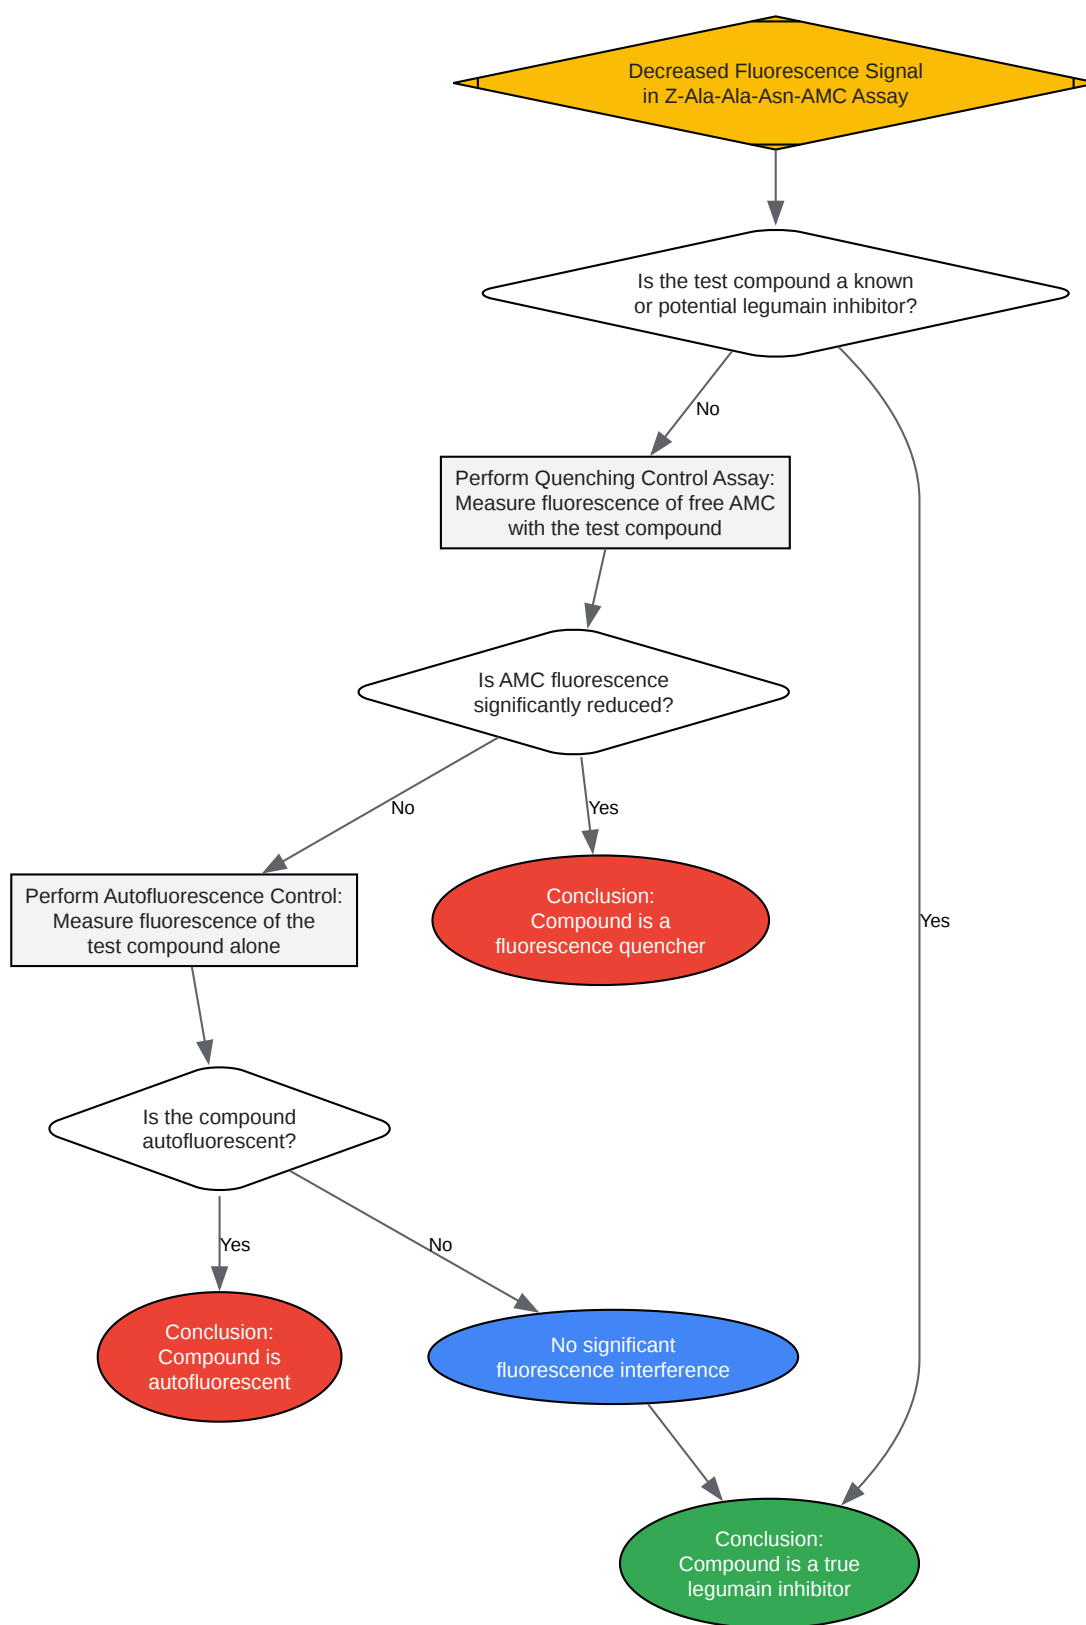 Decreased Fluorescence Signal
in Z-Ala-Ala-Asn-AMC Assay
Is the test compound a known
or potential legumain inhibitor?
No
Perform Quenching Control Assay:
Measure fluorescence of free AMC
with the test compound
Is AMC fluorescence
significantly reduced?
No
Yes
Perform Autofluorescence Control:
Measure fluorescence of the
test compound alone
Conclusion:
Compound is a
fluorescence quencher
Yes
Is the compound
autofluorescent?
Yes
No
Conclusion:
Compound is
autofluorescent
No significant
fluorescence interference
Conclusion:
Compound is a true
legumain inhibitor